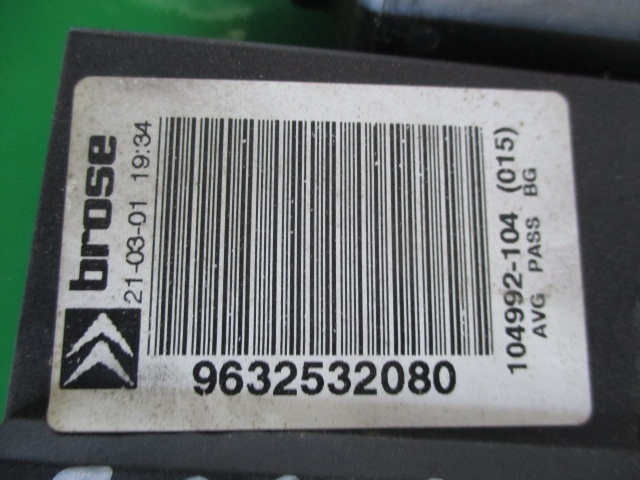 brose
21-03-01 19:34
9632532080
104992-104 (015)
AVG PASS BG